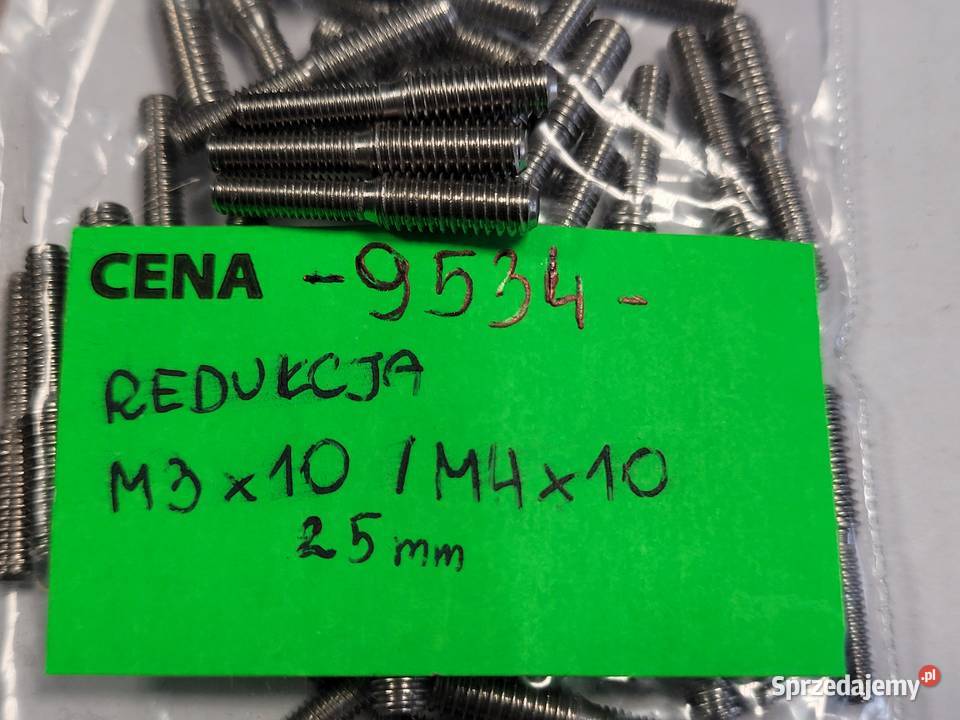 CENA -9534-
REDUKCJA
M3x10 / M4x10
25mm
Sprzedajemy.pl